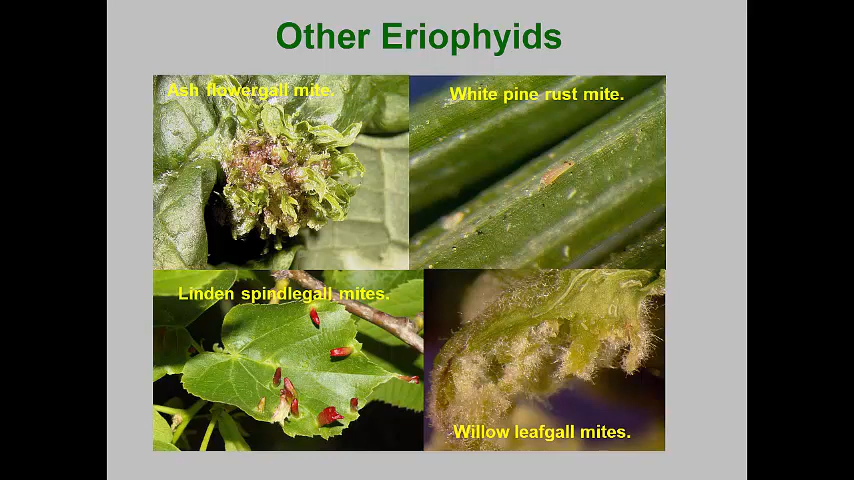 Other Eriophyids
Ash flowergall mite.
White pine rust mite.
Linden spindlegall mites.
Willow leafgall mites.